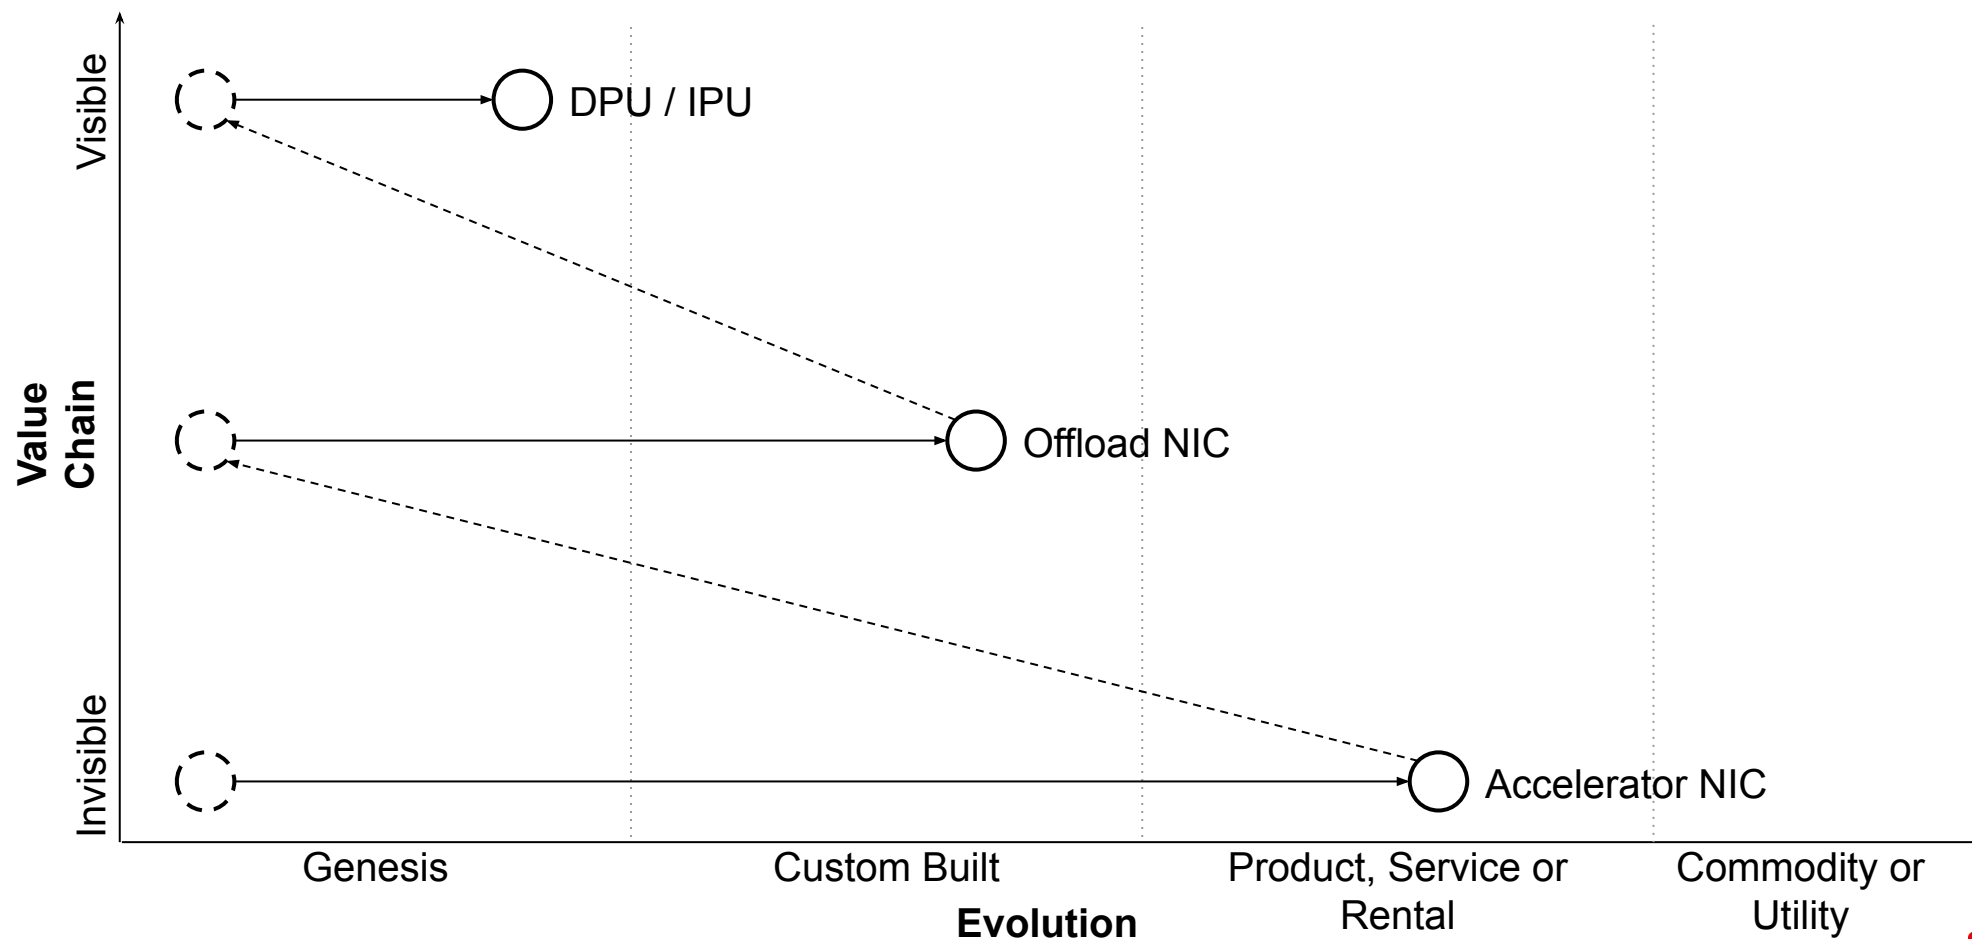 Visible
DPU / IPU
Value
Chain
Offload NIC
Invisible
Accelerator NIC
Genesis
Custom Built
Product, Service or
Rental
Commodity or
Utility
Evolution